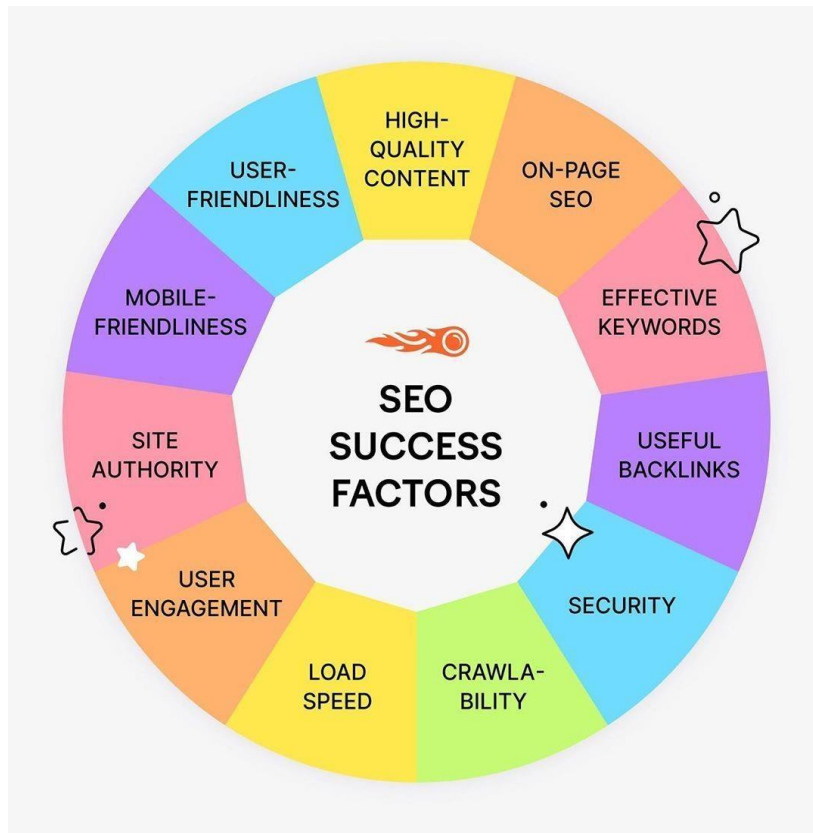 HIGH-
QUALITY
CONTENT
ON-PAGE
SEO
EFFECTIVE
KEYWORDS
USEFUL
BACKLINKS
SECURITY
CRAWLA-
BILITY
LOAD
SPEED
USER
ENGAGEMENT
SITE
AUTHORITY
MOBILE-
FRIENDLINESS
USER-
FRIENDLINESS
SEO
SUCCESS
FACTORS